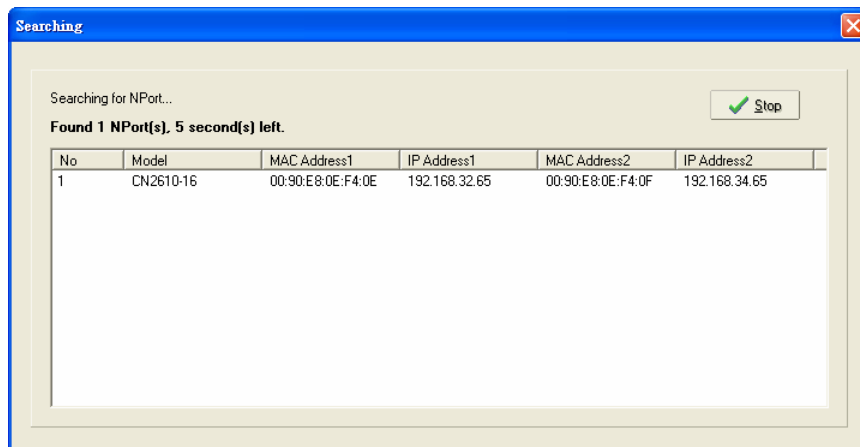 Searching
Searching for NPort...
Stop
Found 1 NPort(s), 5 second(s) left.
No Model MAC Address1 IP Address1 MAC Address2 IP Address2
1 CN2610-16 00:90:E8:0E:F4:0E 192.168.32.65 00:90:E8:0E:F4:0F 192.168.34.65